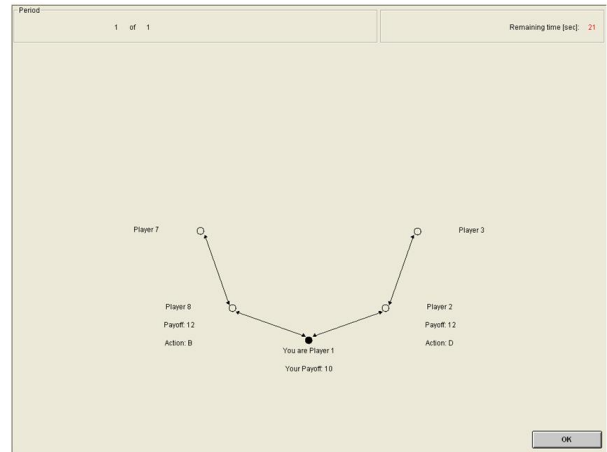 Period
1 of 1
Remaining time [sec]: 21
Player 7
Player 3
Player 8
Payoff: 12
Action: B
Player 2
Payoff: 12
Action: D
You are Player 1
Your Payoff: 10
OK